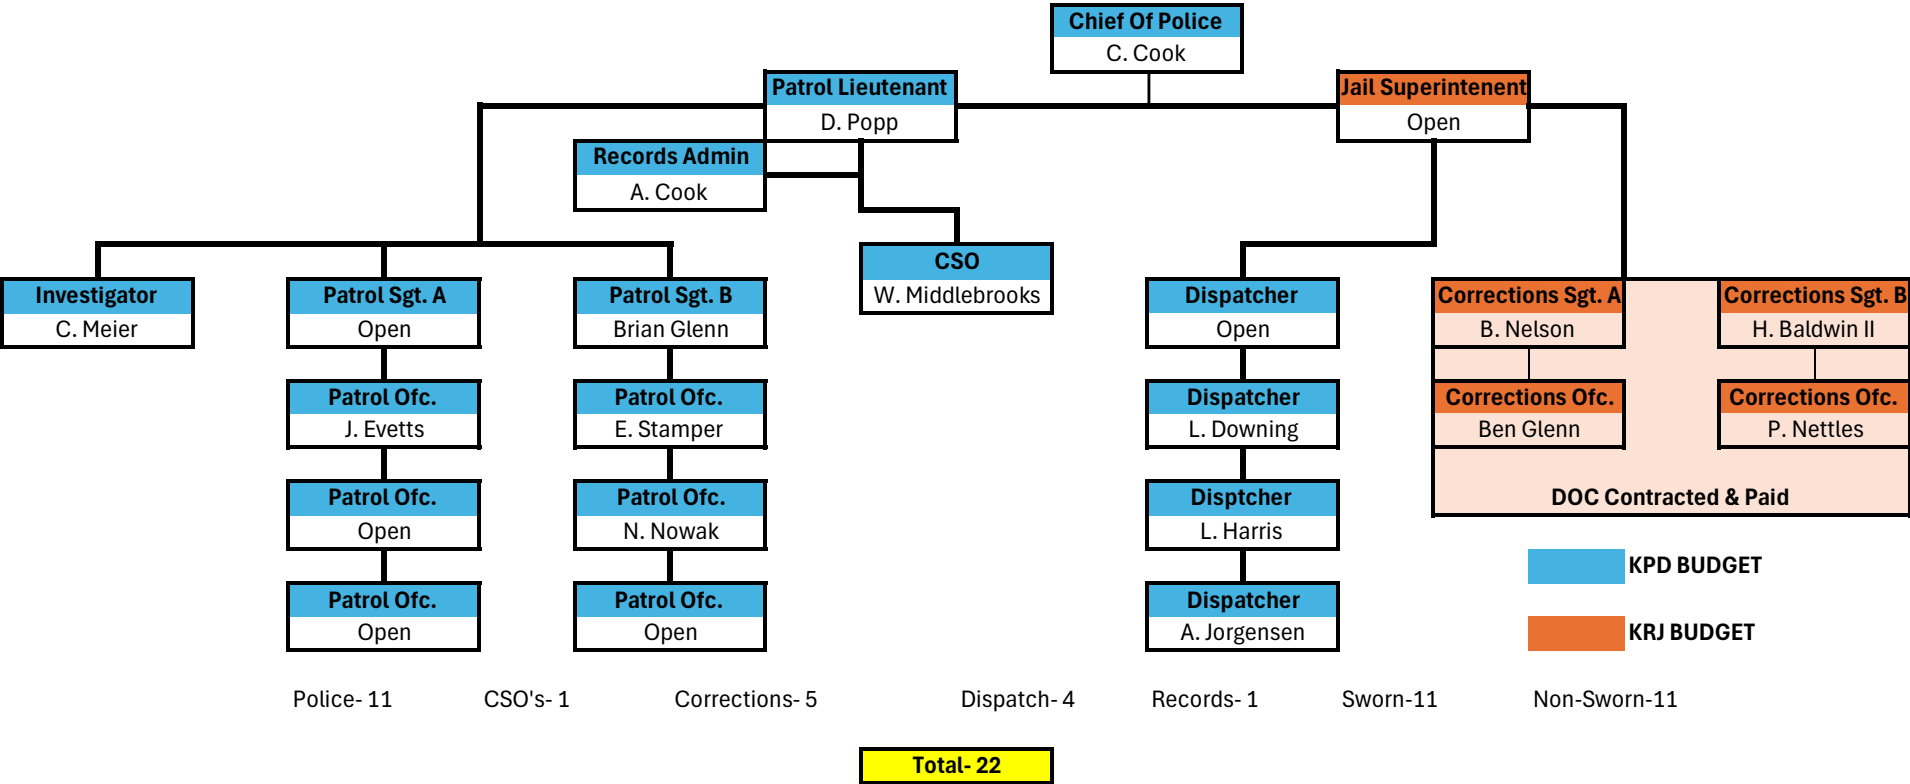 Chief Of Police
C. Cook
Patrol Lieutenant
D. Popp
Jail Superintenent
Open
Records Admin
A. Cook
CSO
W. Middlebrooks
Investigator
C. Meier
Patrol Sgt. A
Open
Patrol Sgt. B
Brian Glenn
Dispatcher
Open
Corrections Sgt. A
B. Nelson
Corrections Sgt. B
H. Baldwin II
Patrol Ofc.
J. Evetts
Patrol Ofc.
E. Stamper
Dispatcher
L. Downing
Corrections Ofc.
Ben Glenn
Corrections Ofc.
P. Nettles
Patrol Ofc.
Open
Patrol Ofc.
N. Nowak
Disptcher
L. Harris
DOC Contracted & Paid
Patrol Ofc.
Open
Patrol Ofc.
Open
Dispatcher
A. Jorgensen
KPD BUDGET
KRJ BUDGET
Police- 11 CSO's- 1 Corrections- 5 Dispatch- 4 Records- 1 Sworn-11 Non-Sworn-11
Total- 22